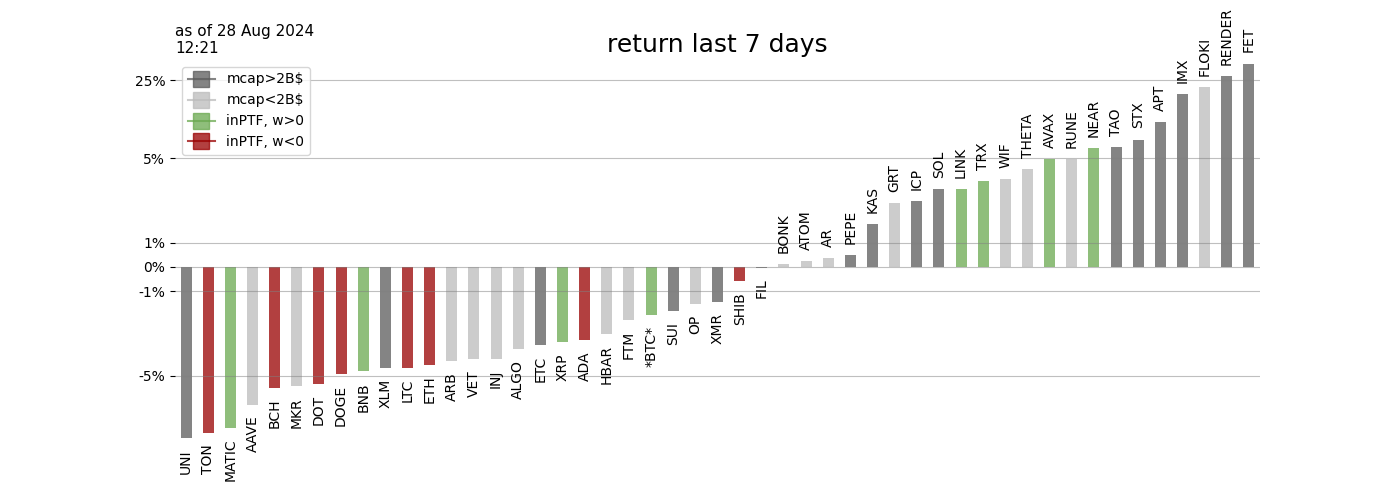 as of 28 Aug 2024
12:21
return last 7 days
mcap>2B$
mcap<2B$
inPTF, w>0
inPTF, w<0
25%
5%
1%
0%
-1%
-5%
UNI
TON
MATIC
AAVE
BCH
MKR
DOT
DOGE
BNB
XLM
LTC
ETH
ARB
VET
INJ
ALGO
ETC
XRP
ADA
HBAR
FTM
*BTC*
SUI
OP
XMR
SHIB
FIL
BONK
ATOM
AR
PEPE
KAS
GRT
ICP
SOL
LINK
TRX
WIF
THETA
AVAX
RUNE
NEAR
TAO
STX
APT
IMX
FLOKI
RENDER
FET